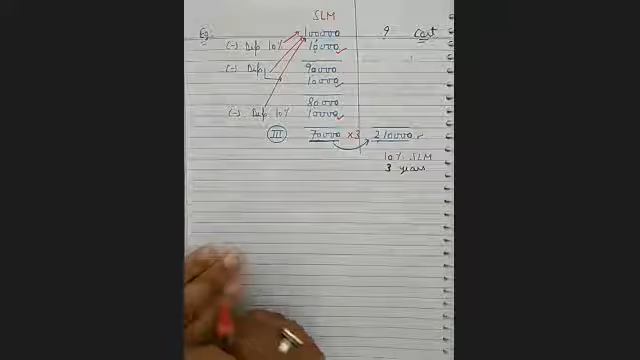 SLM
Eg: 100000 ? Cost
(-) Dep 10% 10000
90000
(-) Dep 10000
80000
(-) Dep 10% 10000
III 70000 x3 210000
10% SLM
3 years